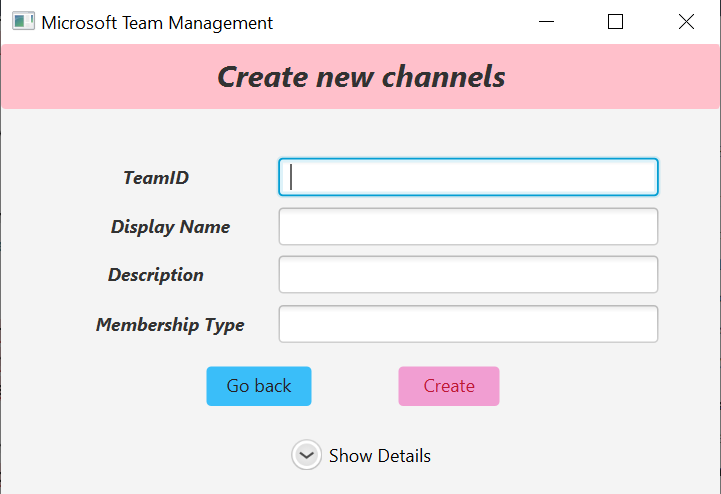 Microsoft Team Management
Create new channels
TeamID
Display Name
Description
Membership Type
Go back
Create
Show Details